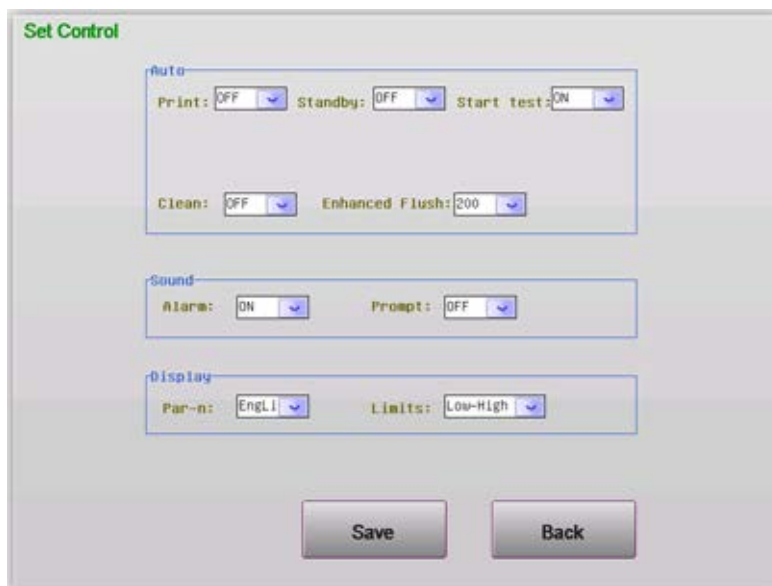 Set Control
Auto
Print: OFF Standby: OFF Start test: ON
Clean: OFF Enhanced Flush: 200
Sound
Alarm: ON Prompt: OFF
Display
Par-n: EngLi Limits: Low-High
Save Back